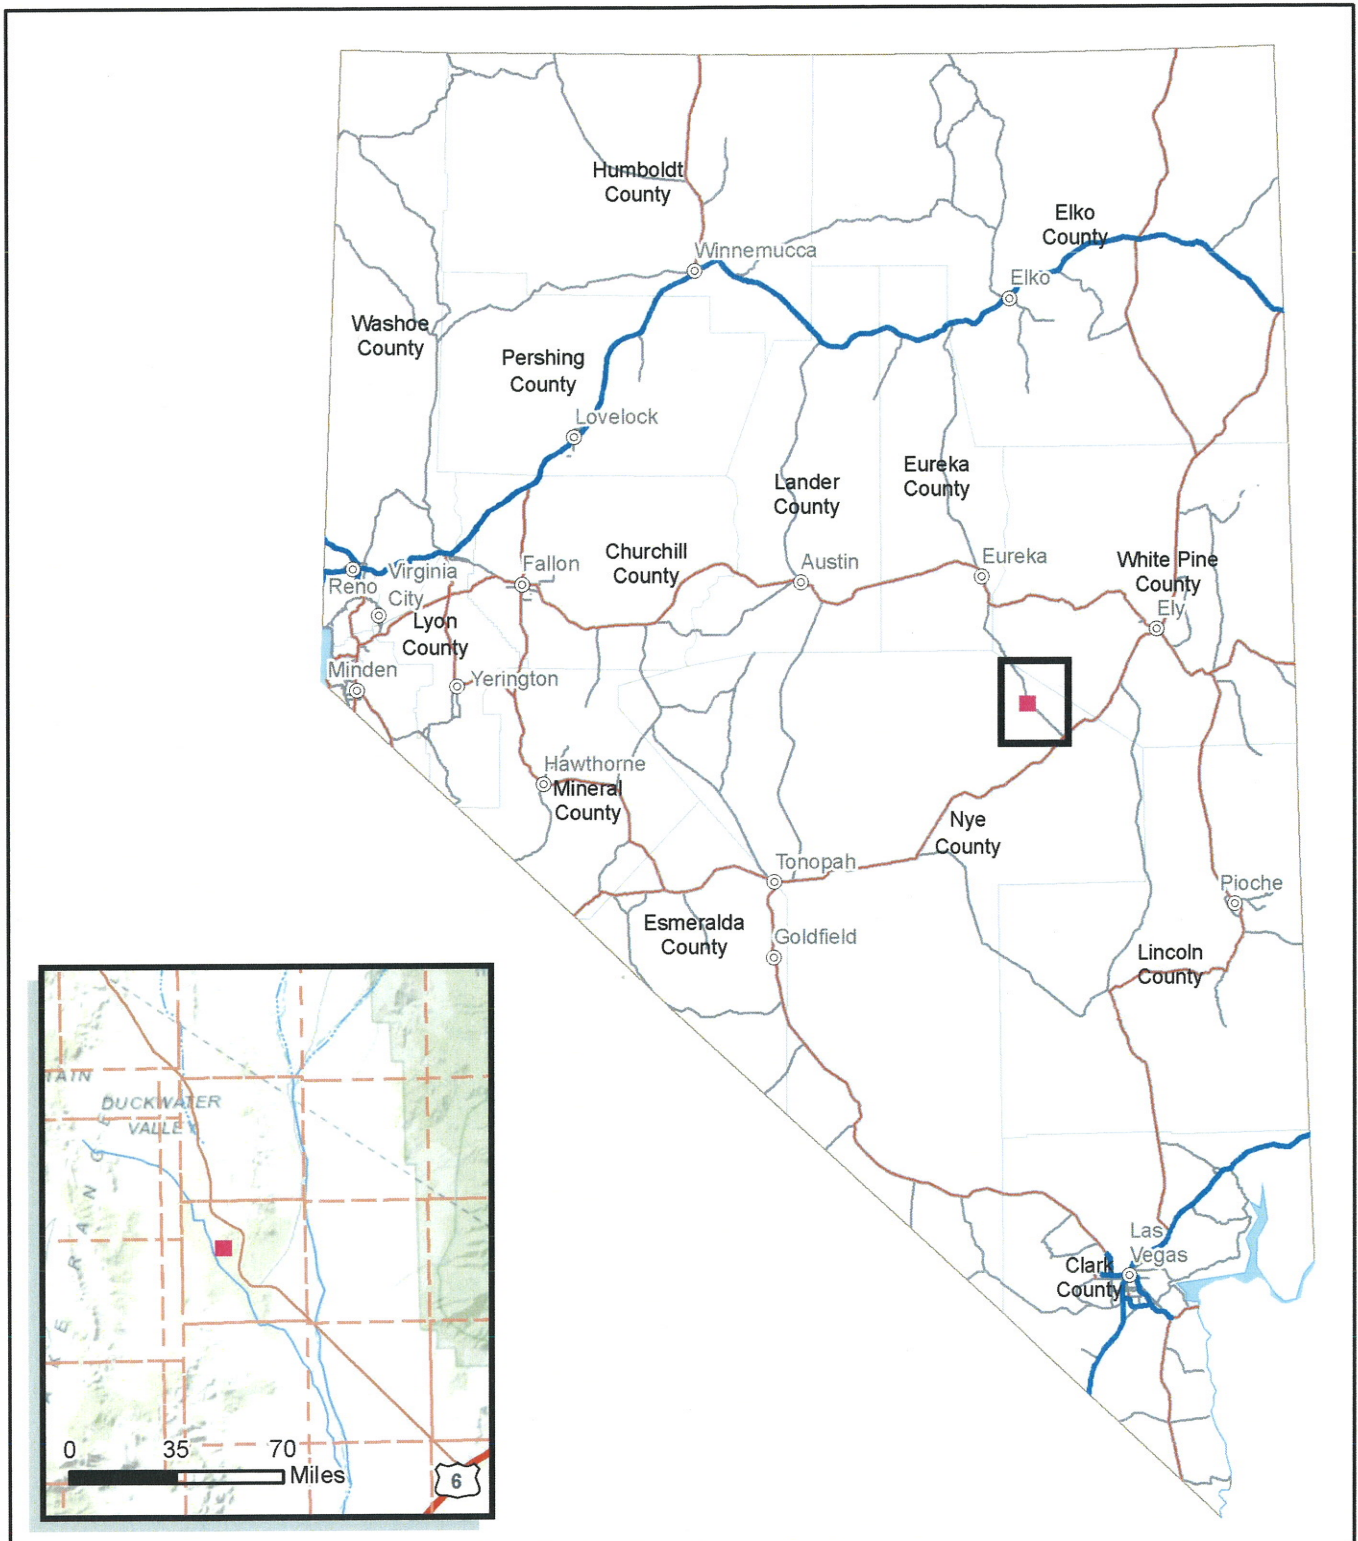 Humboldt
County
Elko
County
Winnemucca
Elko
Washoe
County
Pershing
County
Lovelock
Eureka
County
Lander
County
Churchill
County
Fallon
Austin
Eureka
White Pine
County
Reno
Virginia
City
Ely
Lyon
County
Minden
Yerington
Hawthorne
Mineral
County
Nye
County
Tonopah
Pioche
Esmeralda
County
Goldfield
Lincoln
County
TAIN
DUCKWATER
VALLEY
Las
Vegas
Clark
County
0 35 70
Miles
6